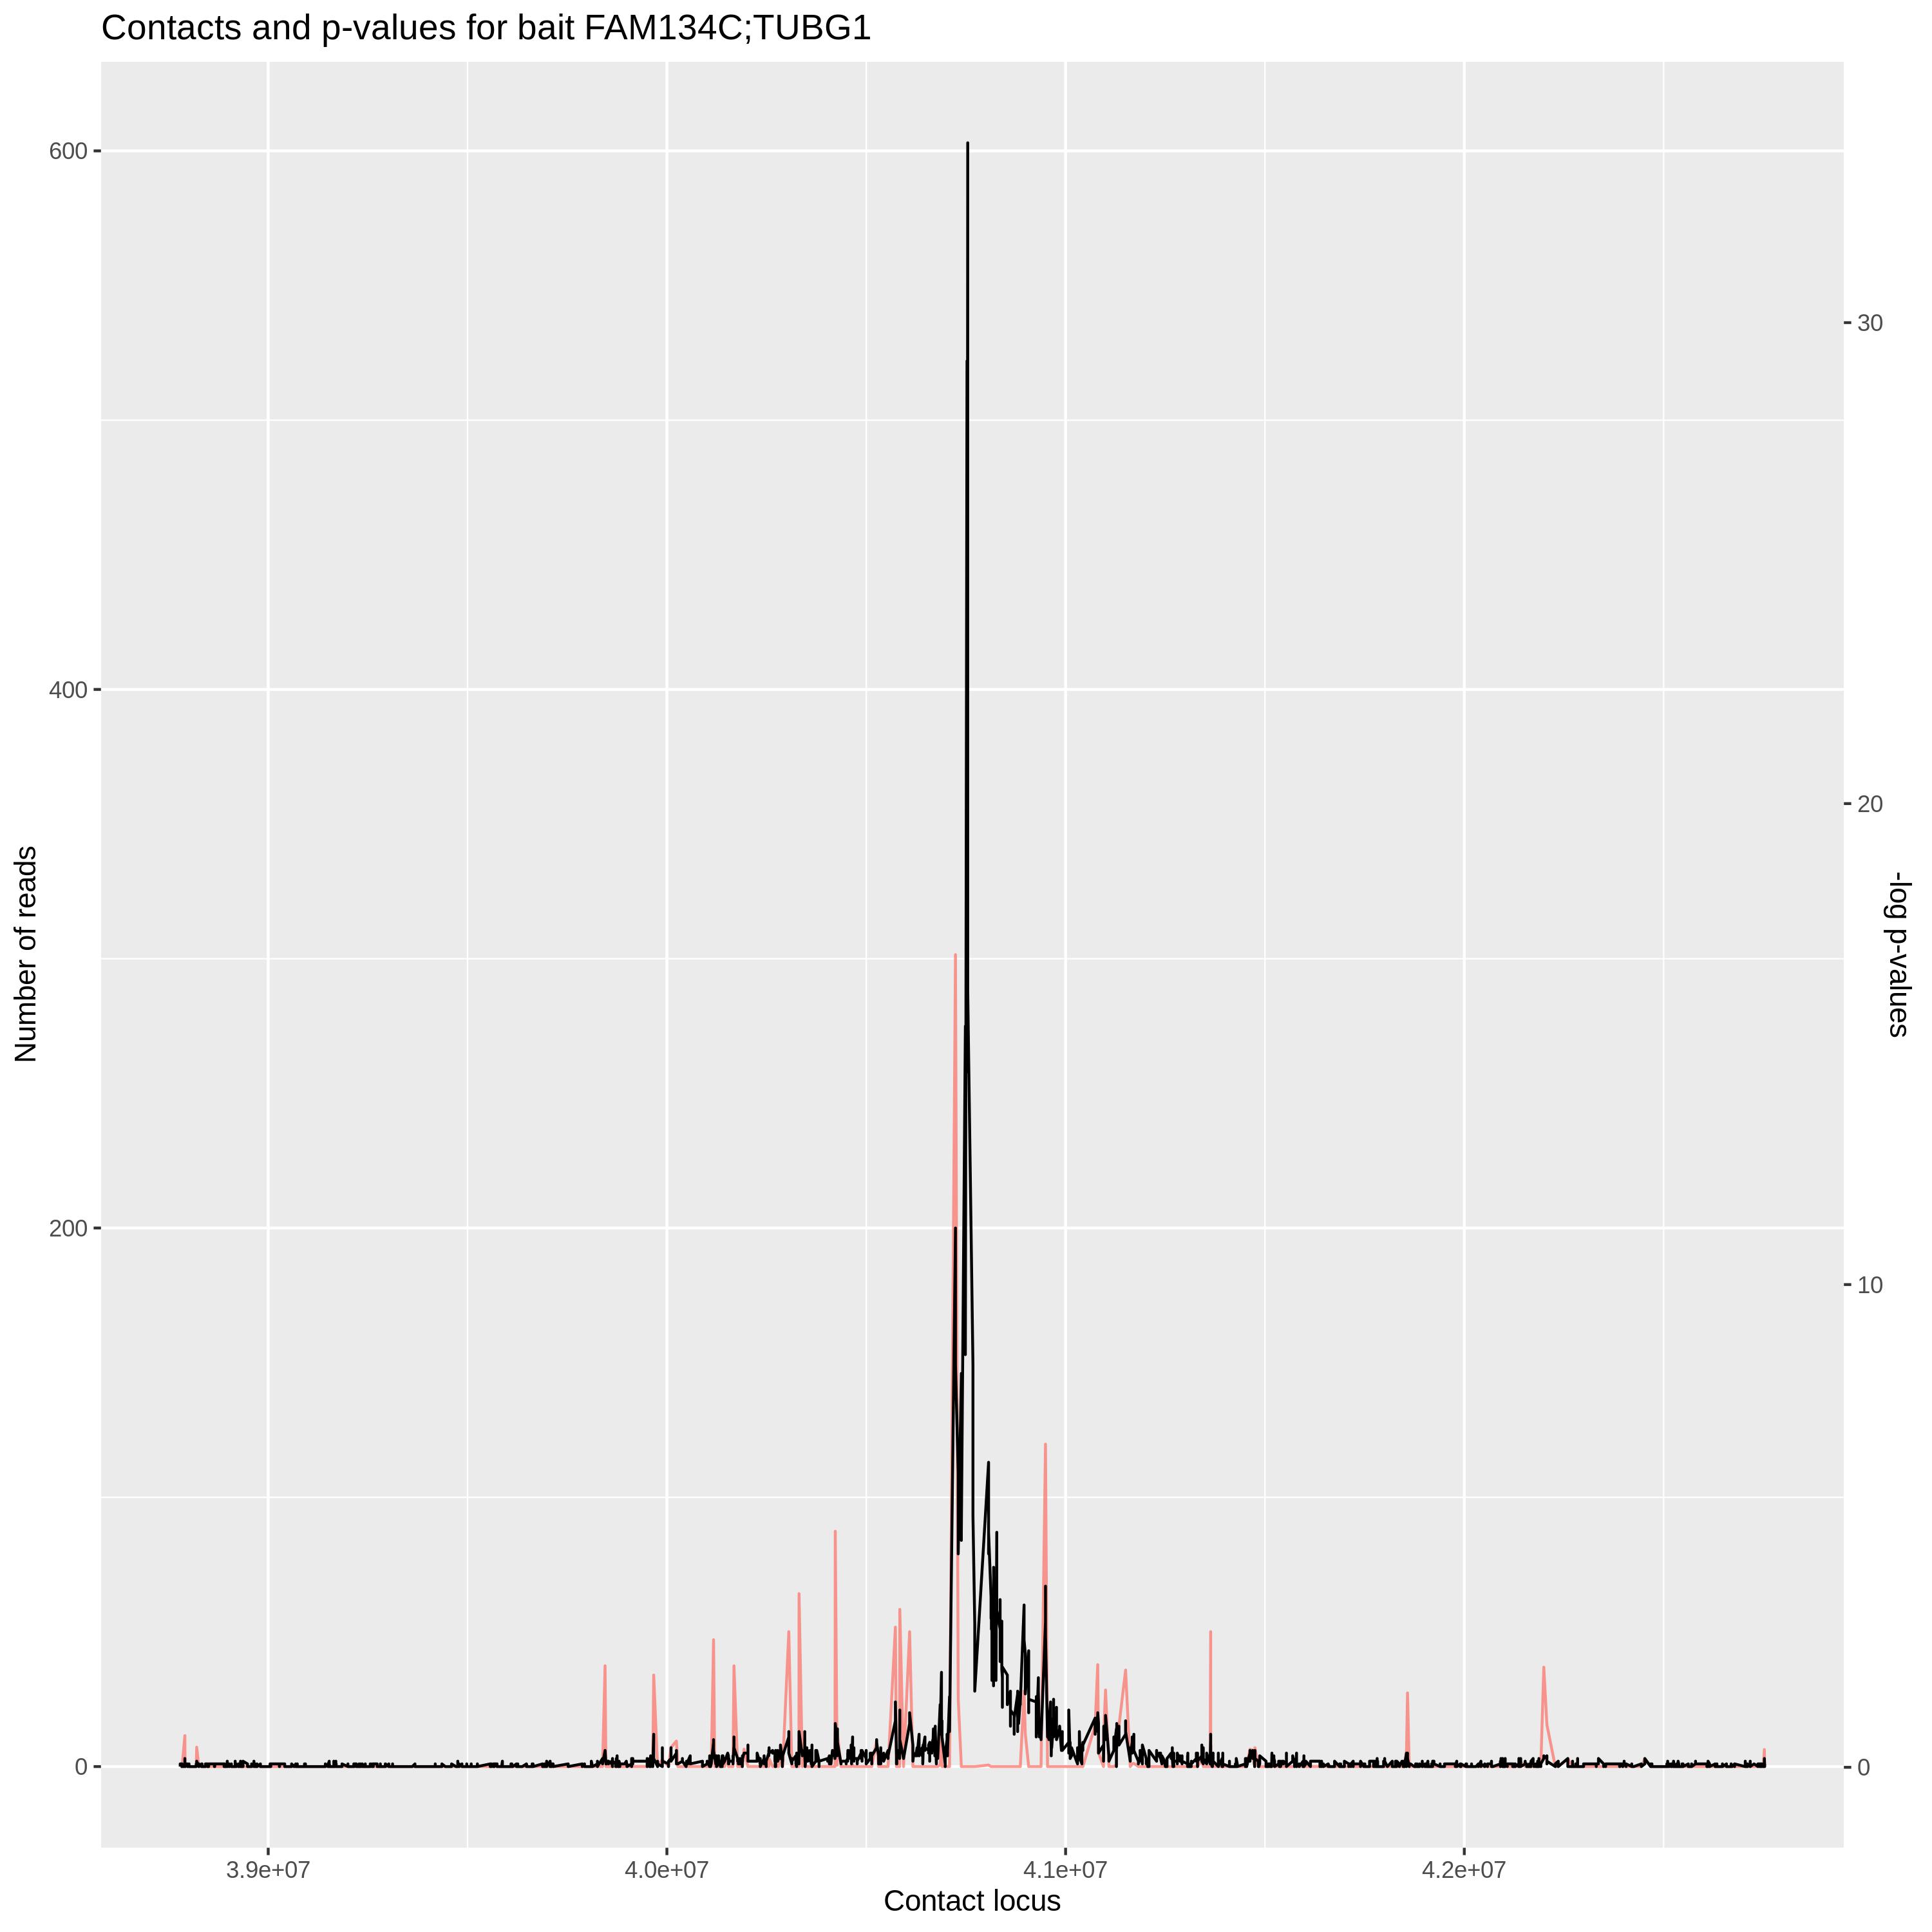 Contacts and p-values for bait FAM134C;TUBG1
600
400
200
0
Number of reads
30
20
10
0
-log p-values
3.9e+07
4.0e+07
4.1e+07
4.2e+07
Contact locus